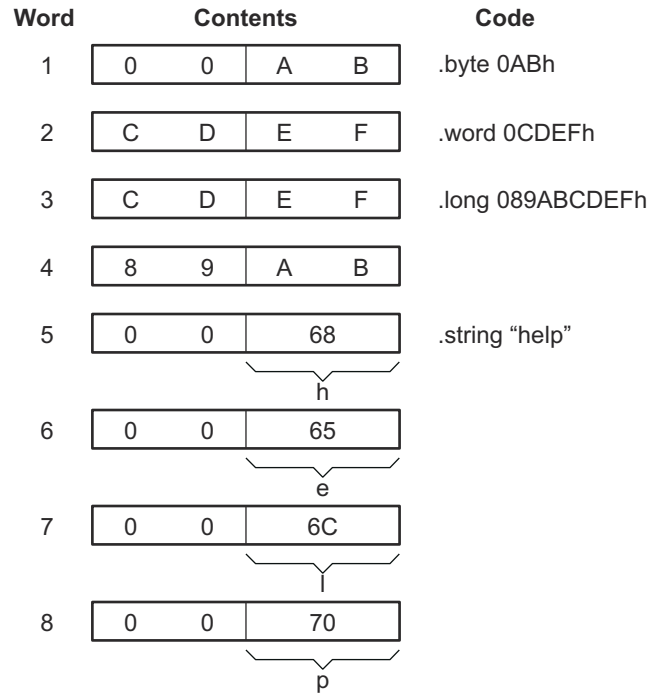 Word Contents Code
1 0 0 A B .byte 0ABh
2 C D E F .word 0CDEFh
3 C D E F .long 089ABCDEFh
4 8 9 A B
5 0 0 68 .string “help”
h
6 0 0 65
e
7 0 0 6C
l
8 0 0 70
p